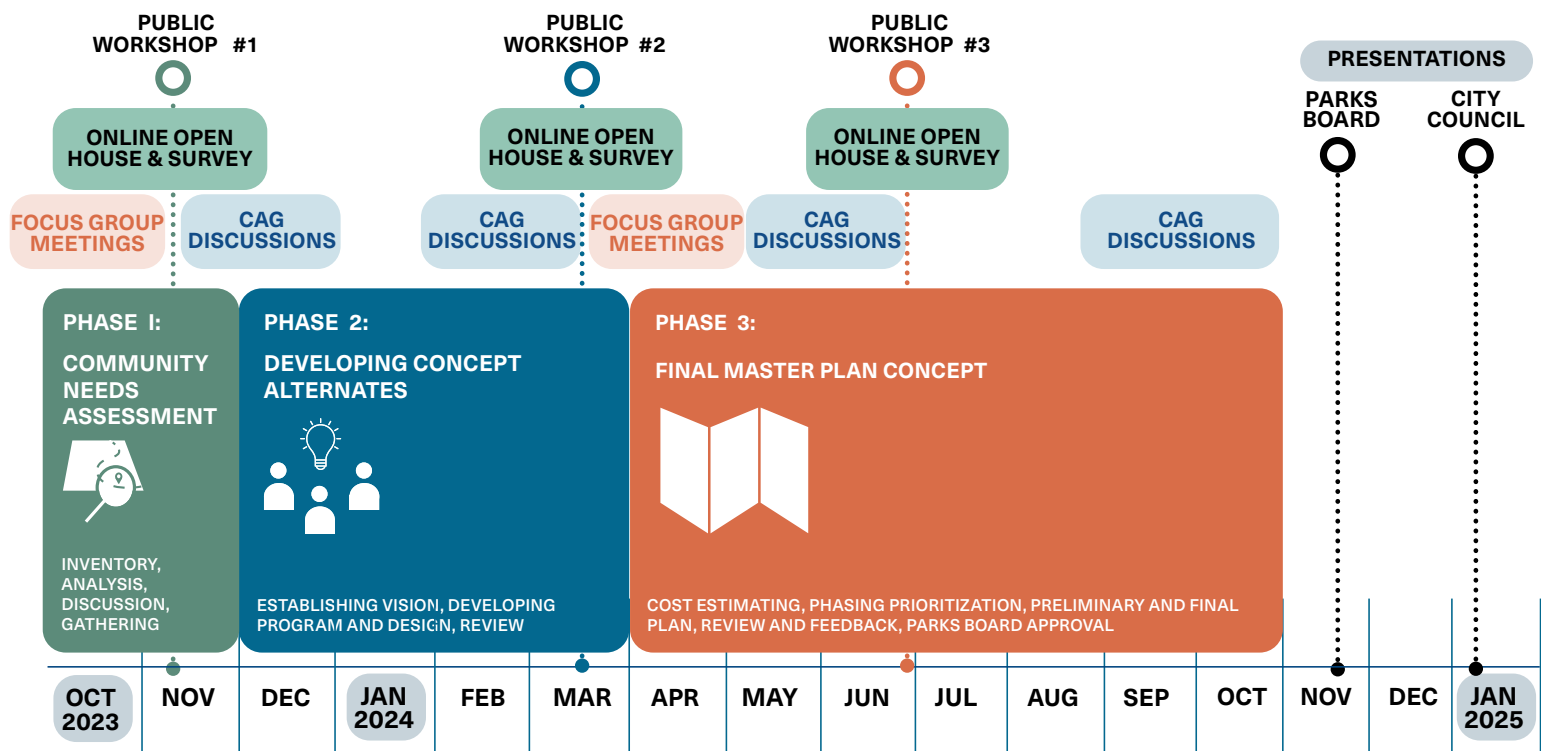 PUBLIC
WORKSHOP #1
PUBLIC
WORKSHOP #2
PUBLIC
WORKSHOP #3
PRESENTATIONS
PARKS
BOARD
CITY
COUNCIL
ONLINE OPEN
HOUSE & SURVEY
ONLINE OPEN
HOUSE & SURVEY
ONLINE OPEN
HOUSE & SURVEY
FOCUS GROUP
MEETINGS
CAG
DISCUSSIONS
CAG
DISCUSSIONS
FOCUS GROUP
MEETINGS
CAG
DISCUSSIONS
CAG
DISCUSSIONS
PHASE I:
COMMUNITY
NEEDS
ASSESSMENT
INVENTORY,
ANALYSIS,
DISCUSSION,
GATHERING
PHASE 2:
DEVELOPING CONCEPT
ALTERNATES
ESTABLISHING VISION, DEVELOPING
PROGRAM AND DESIGN, REVIEW
PHASE 3:
FINAL MASTER PLAN CONCEPT
COST ESTIMATING, PHASING PRIORITIZATION, PRELIMINARY AND FINAL
PLAN, REVIEW AND FEEDBACK, PARKS BOARD APPROVAL
OCT
2023
NOV
DEC
JAN
2024
FEB
MAR
APR
MAY
JUN
JUL
AUG
SEP
OCT
NOV
DEC
JAN
2025